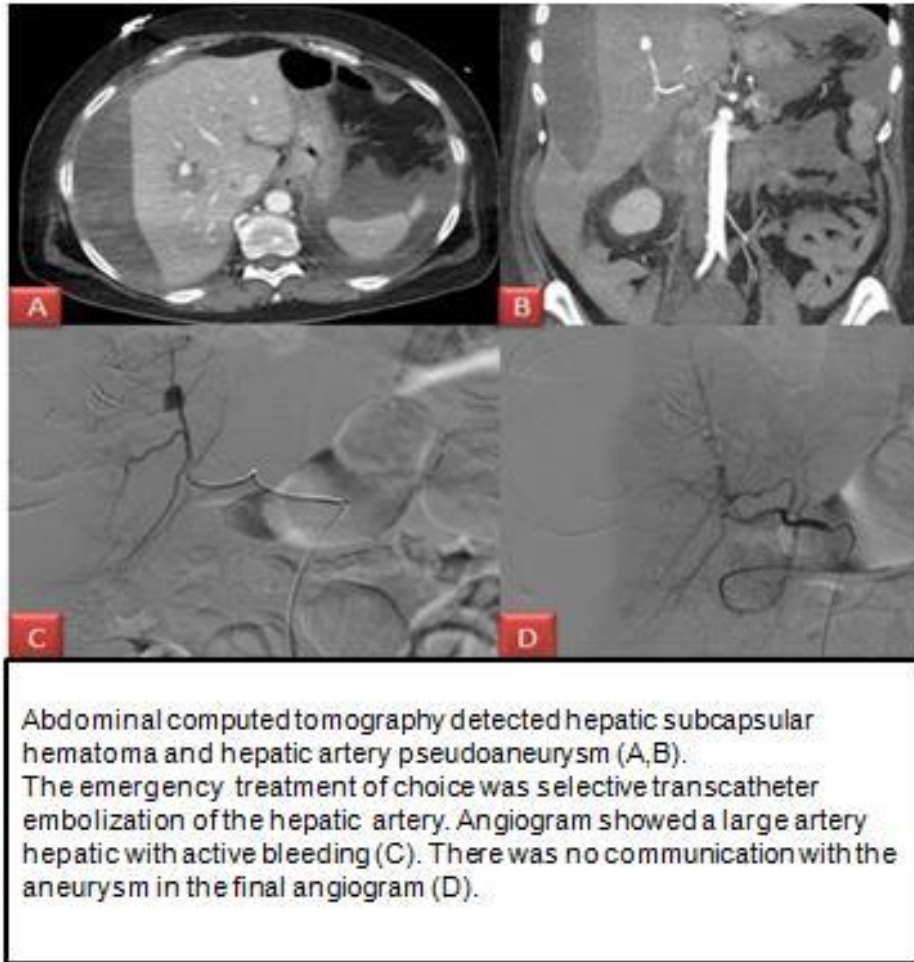 A
B
C
D
Abdominal computed tomography detected hepatic subcapsular
hematoma and hepatic artery pseudoaneurysm (A,B).
The emergency treatment of choice was selective transcatheter
embolization of the hepatic artery. Angiogram showed a large artery
hepatic with active bleeding (C). There was no communication with the
aneurysm in the final angiogram (D).